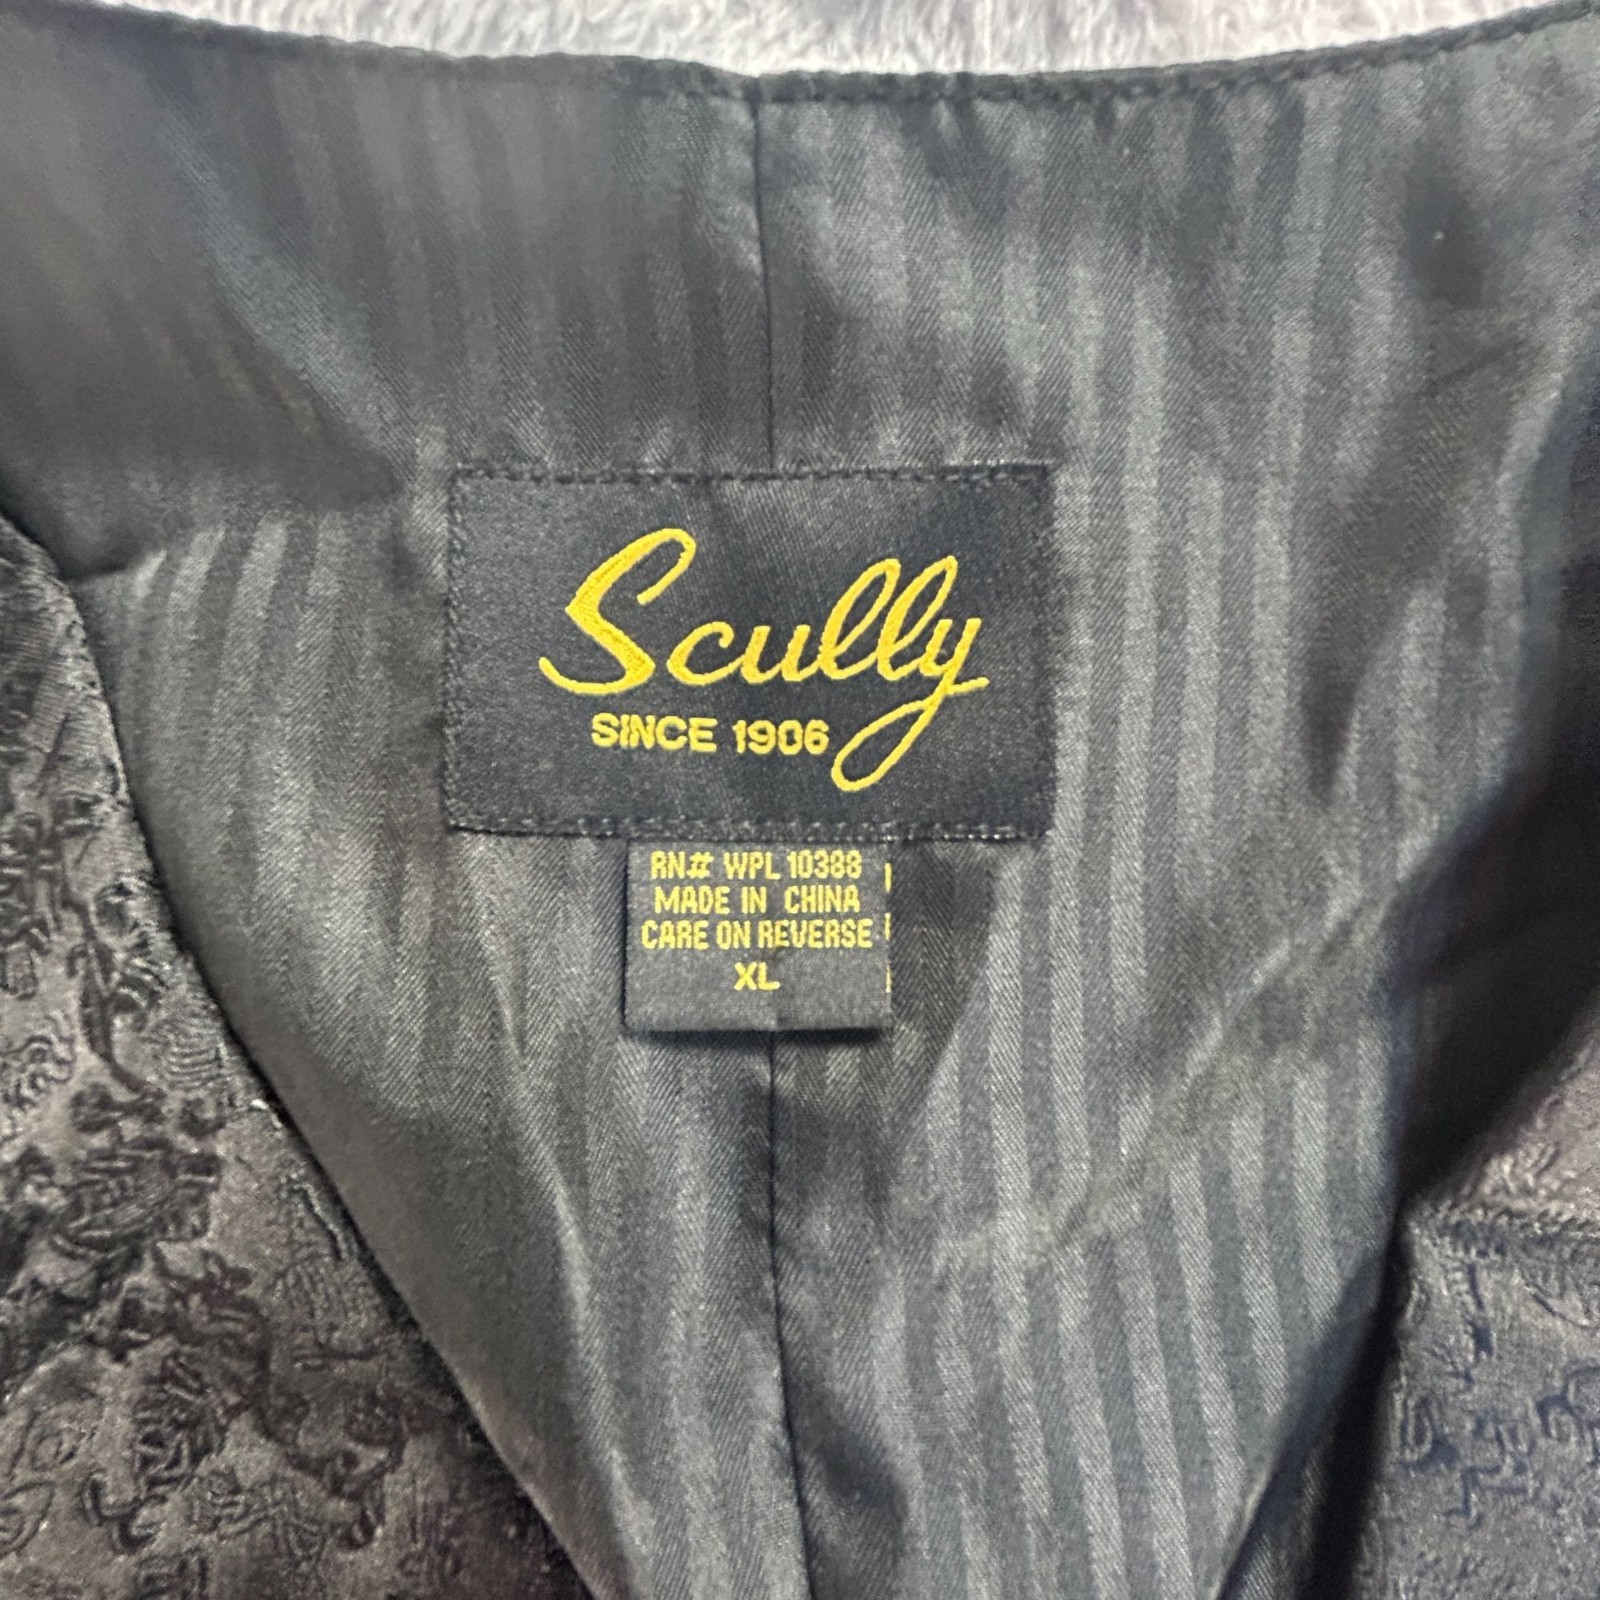 Scully
SINCE 1906
RN# WPL 10388
MADE IN CHINA
CARE ON REVERSE
XL